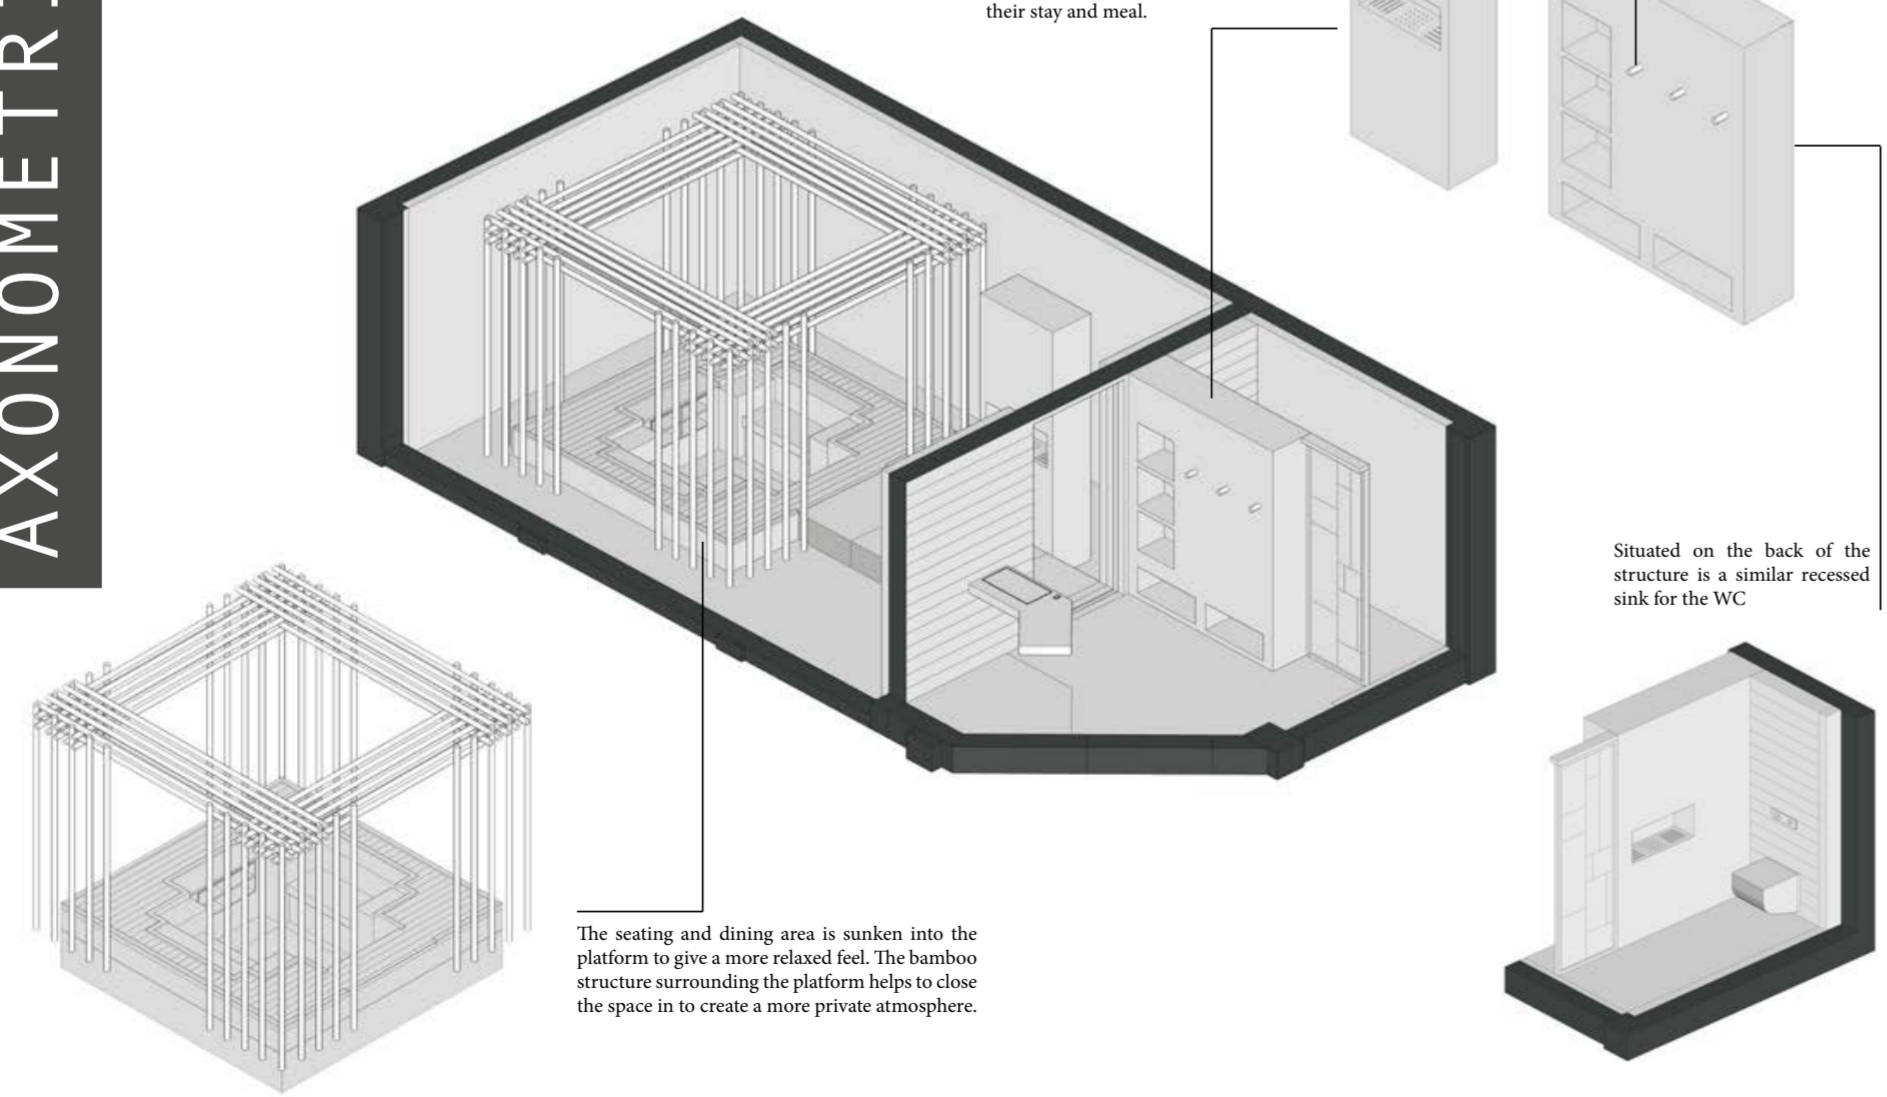 AXONOMETR
their stay and meal.
Situated on the back of the
structure is a similar recessed
sink for the WC
The seating and dining area is sunken into the
platform to give a more relaxed feel. The bamboo
structure surrounding the platform helps to close
the space in to create a more private atmosphere.